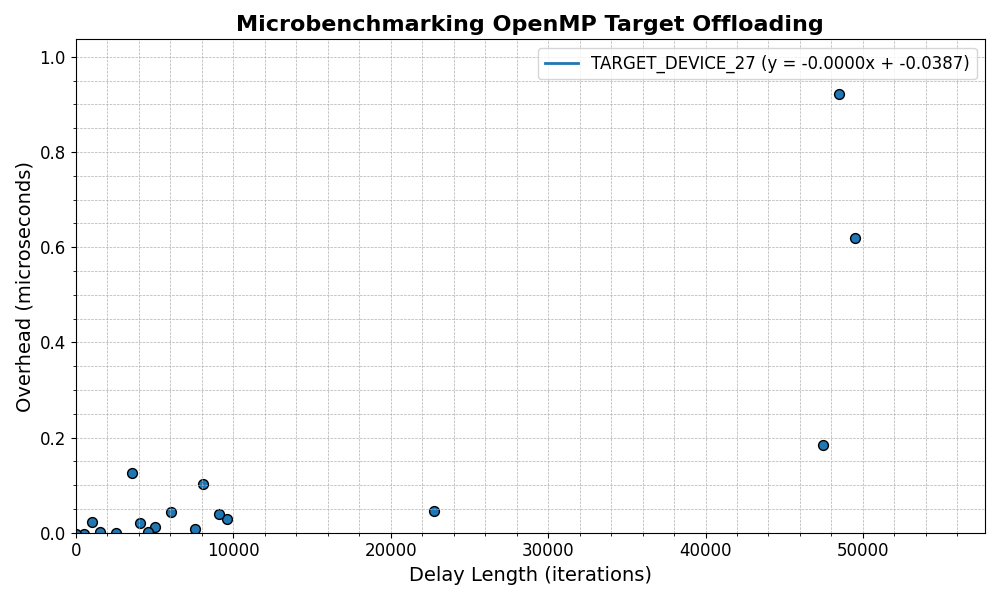 Microbenchmarking OpenMP Target Offloading
TARGET_DEVICE_27 (y = -0.0000x + -0.0387)
Overhead (microseconds)
1.0
0.8
0.6
0.4
0.2
0.0
0 10000 20000 30000 40000 50000
Delay Length (iterations)